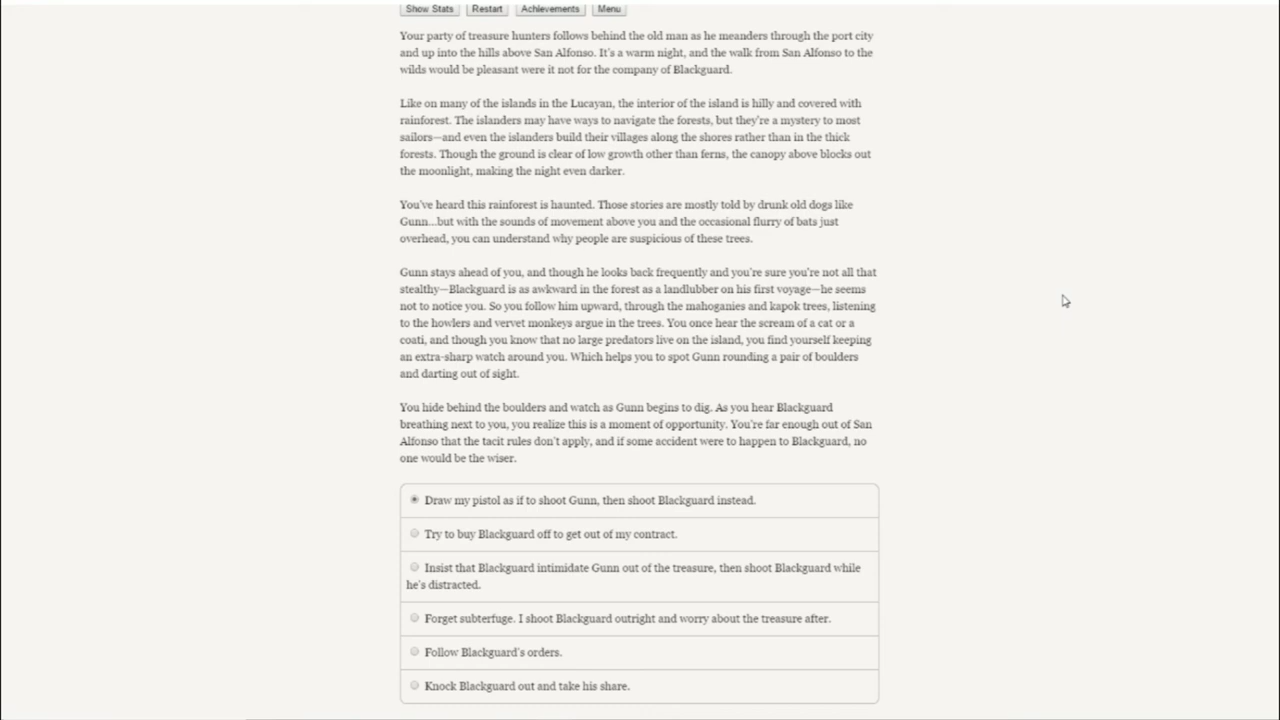 Show Stats Restart Achievements Menu
Your party of treasure hunters follows behind the old man as he meanders through the port city
and up into the hills above San Alfonso. It's a warm night, and the walk from San Alfonso to the
wilds would be pleasant were it not for the company of Blackguard.
Like on many of the islands in the Lucayan, the interior of the island is hilly and covered with
rainforest. The islanders may have ways to navigate the forests, but they're a mystery to most
sailors—and even the islanders build their villages along the shores rather than in the thick
forests. Though the ground is clear of low growth other than ferns, the canopy above blocks out
the moonlight, making the night even darker.
You've heard this rainforest is haunted. Those stories are mostly told by drunk old dogs like
Gunn...but with the sounds of movement above you and the occasional flurry of bats just
overhead, you can understand why people are suspicious of these trees.
Gunn stays ahead of you, and though he looks back frequently and you're sure you're not all that
stealthy—Blackguard is as awkward in the forest as a landlubber on his first voyage—he seems
not to notice you. So you follow him upward, through the mahoganies and kapok trees, listening
to the howlers and vervet monkeys argue in the trees. You once hear the scream of a cat or a
coati, and though you know that no large predators live on the island, you find yourself keeping
an extra-sharp watch around you. Which helps you to spot Gunn rounding a pair of boulders
and darting out of sight.
You hide behind the boulders and watch as Gunn begins to dig. As you hear Blackguard
breathing next to you, you realize this is a moment of opportunity. You're far enough out of San
Alfonso that the tacit rules don't apply, and if some accident were to happen to Blackguard, no
one would be the wiser.
Draw my pistol as if to shoot Gunn, then shoot Blackguard instead.
Try to buy Blackguard off to get out of my contract.
Insist that Blackguard intimidate Gunn out of the treasure, then shoot Blackguard while
he's distracted.
Forget subterfuge. I shoot Blackguard outright and worry about the treasure after.
Follow Blackguard's orders.
Knock Blackguard out and take his share.